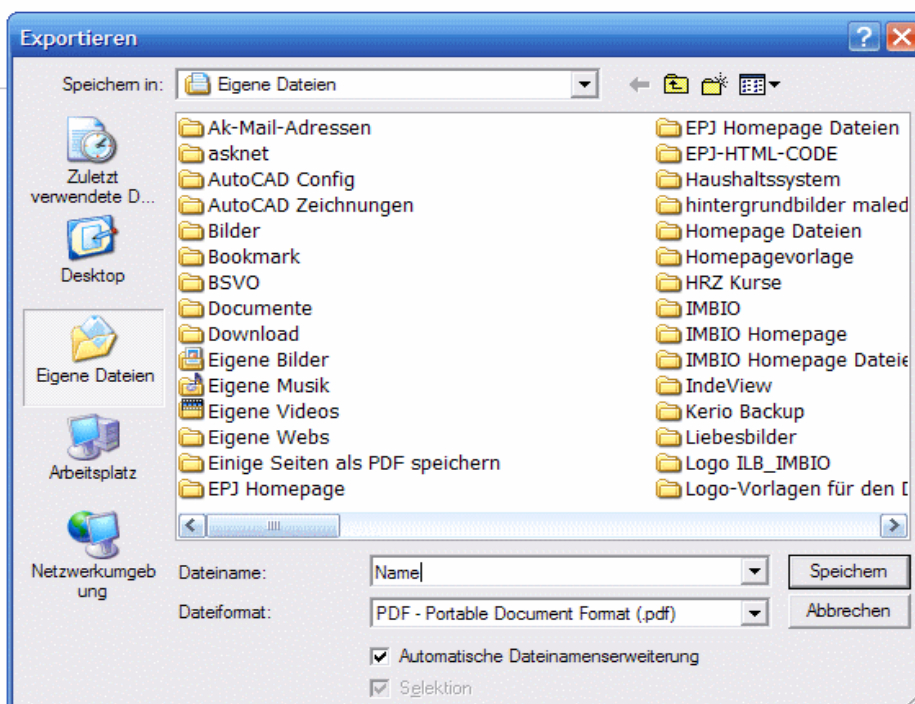 Exportieren
Speichern in: Eigene Dateien
Zuletzt
verwendete D...
Desktop
Eigene Dateien
Arbeitsplatz
Netzwerkumgeb
ung
Ak-Mail-Adressen
asknet
AutoCAD Config
AutoCAD Zeichnungen
Bilder
Bookmark
BSVO
Documente
Download
Eigene Bilder
Eigene Musik
Eigene Videos
Eigene Webs
Einige Seiten als PDF speichern
EPJ Homepage
EPJ Homepage Dateien
EPJ-HTML-CODE
Haushaltssystem
hintergrundbilder maled
Homepage Dateien
Homepagevorlage
HRZ Kurse
IMBIO
IMBIO Homepage
IMBIO Homepage Dateie
IndeView
Kerio Backup
Liebesbilder
Logo ILB_IMBIO
Logo-Vorlagen für den D
Dateiname: Name Speichern
Dateiformat: PDF - Portable Document Format (.pdf) Abbrechen
Automatische Dateinamenserweiterung
Selektion